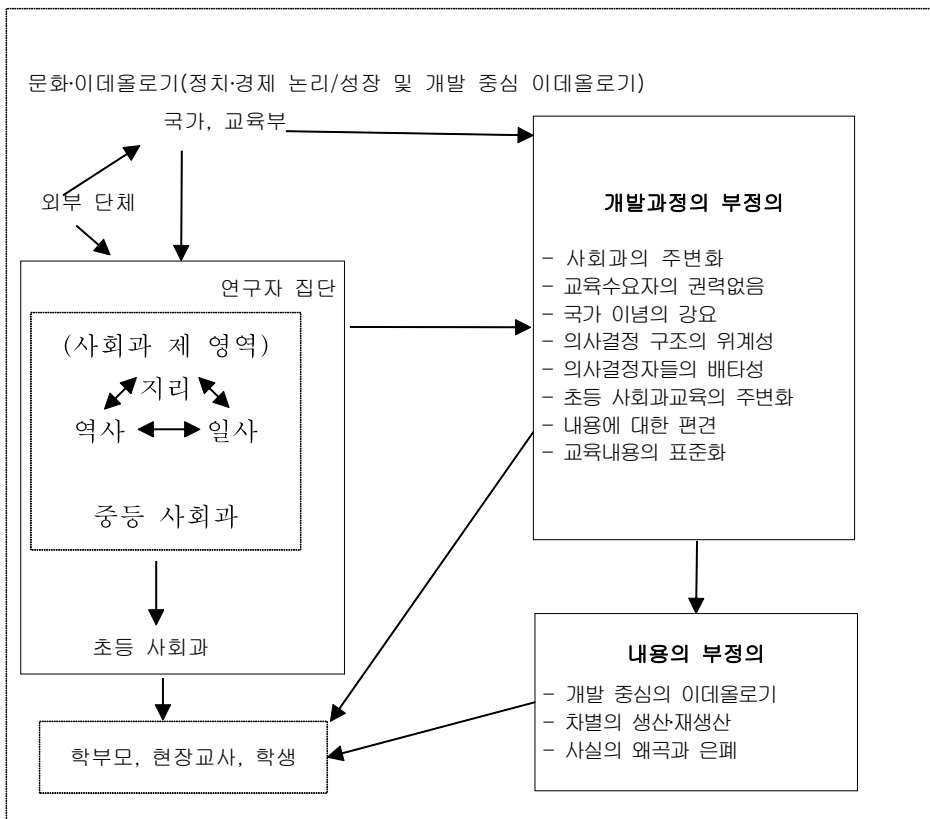 문화·이데올로기(정치·경제 논리/성장 및 개발 중심 이데올로기)
국가, 교육부
외부 단체
연구자 집단
(사회과 제 영역)
지리
역사 일사
중등 사회과
초등 사회과
학부모, 현장교사, 학생
개발과정의 부정의
- 사회과의 주변화
- 교육수요자의 권력없음
- 국가 이념의 강요
- 의사결정 구조의 위계성
- 의사결정자들의 배타성
- 초등 사회과교육의 주변화
- 내용에 대한 편견
- 교육내용의 표준화
내용의 부정의
- 개발 중심의 이데올로기
- 차별의 생산·재생산
- 사실의 왜곡과 은폐